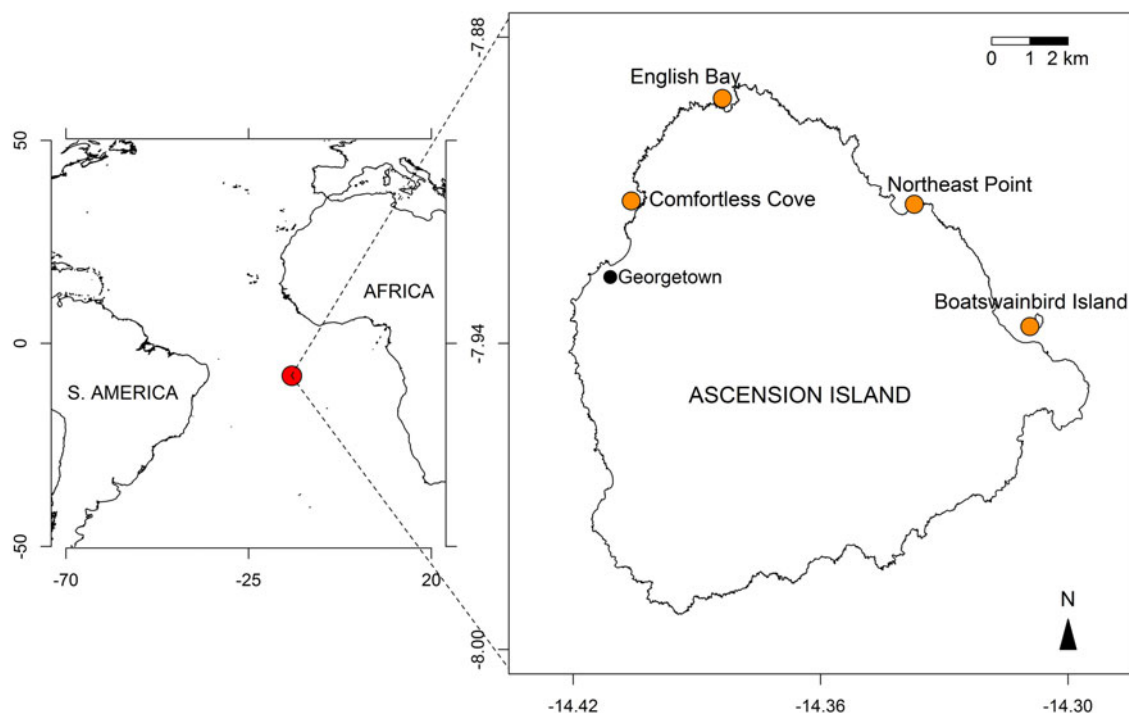 -7.88
0 1 2 km
English Bay
50
Northeast Point
Comfortless Cove
Georgetown
AFRICA
Boatswainbird Island
0
-7.94
S. AMERICA
ASCENSION ISLAND
-50
-70 -25 20
N
-8.00
-14.42 -14.36 -14.30